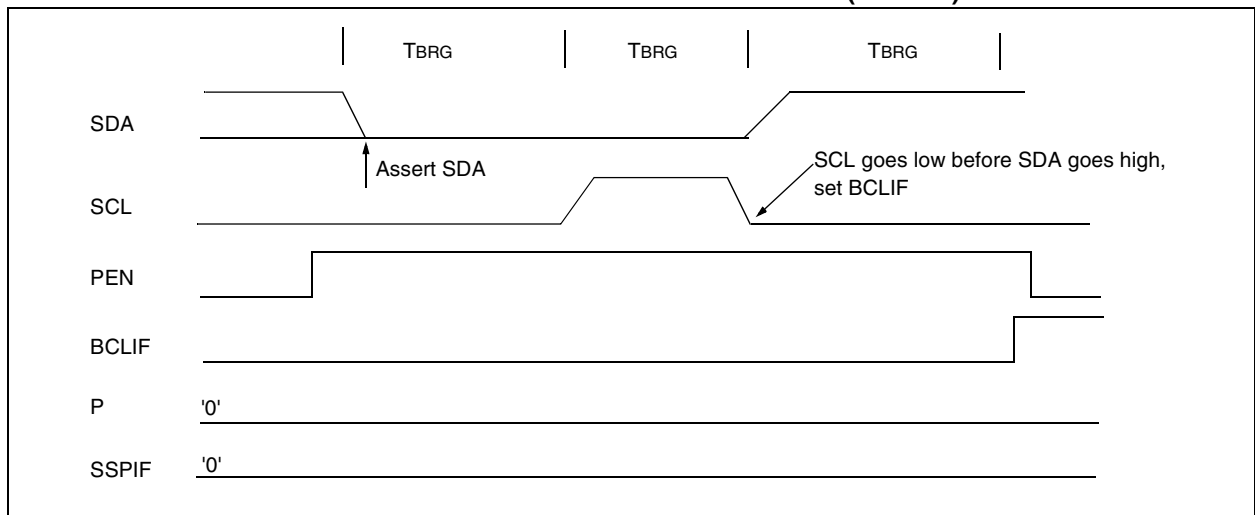 TBRG TBRG TBRG
SDA
Assert SDA
SCL goes low before SDA goes high,
set BCLIF
SCL
PEN
BCLIF
P '0'
SSPIF '0'